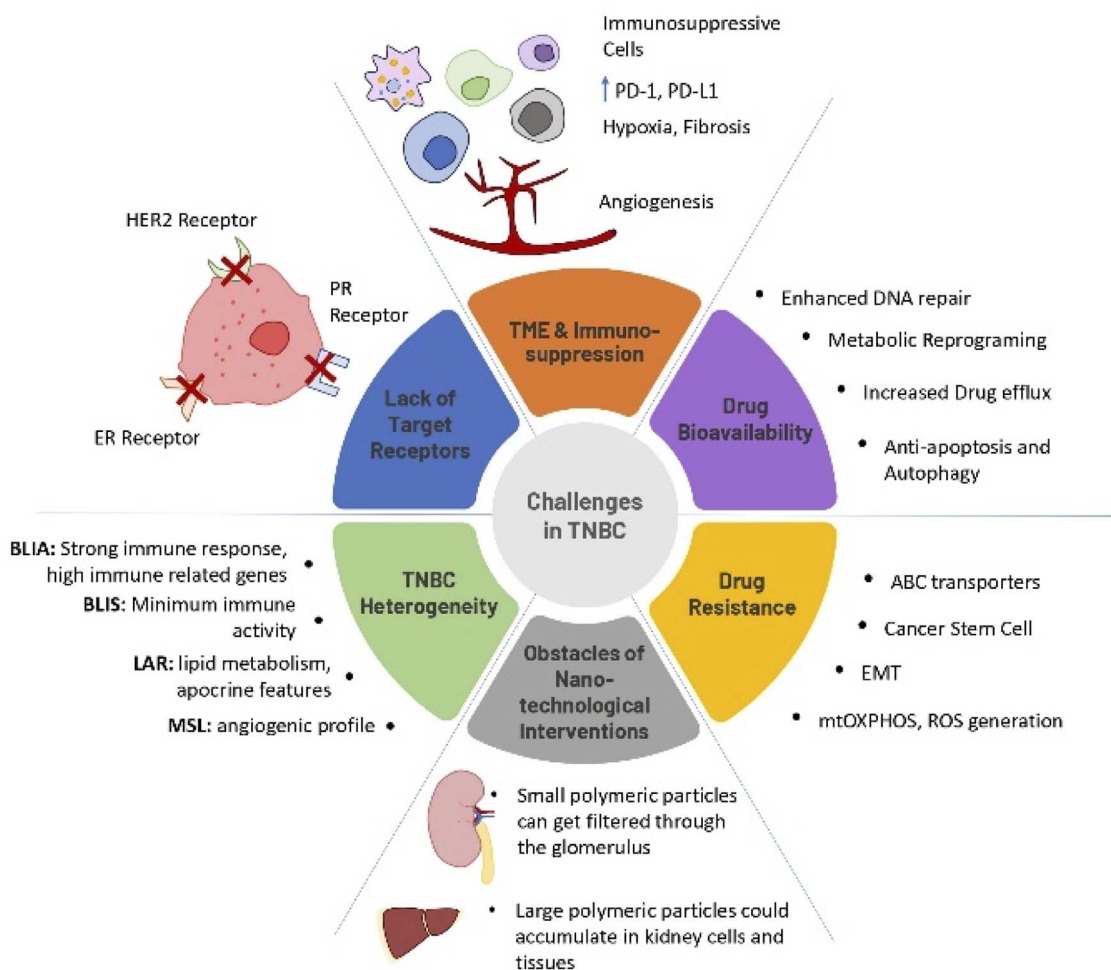 Immunosuppressive
Cells
↑ PD-1, PD-L1
Hypoxia, Fibrosis
Angiogenesis
HER2 Receptor
PR
Receptor
ER Receptor
TME & Immuno-
suppression
Lack of
Target
Receptors
Drug
Bioavailability
• Enhanced DNA repair
• Metabolic Reprograming
• Increased Drug efflux
• Anti-apoptosis and
Autophagy
Challenges
in TNBC
BLIA: Strong immune response,
high immune related genes
BLIS: Minimum immune
activity
LAR: lipid metabolism,
apocrine features
MSL: angiogenic profile
TNBC
Heterogeneity
Obstacles of
Nano-
technological
Interventions
Drug
Resistance
• ABC transporters
• Cancer Stem Cell
• EMT
• mtOXPHOS, ROS generation
• Small polymeric particles
can get filtered through
the glomerulus
• Large polymeric particles could
accumulate in kidney cells and
tissues